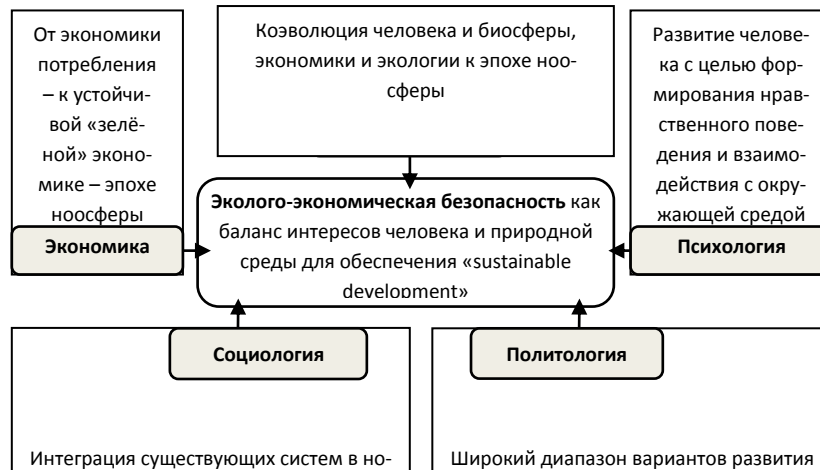 От экономики
потребления
– к устойчи-
вой «зелё-
ной» эконо-
мике – эпохе
ноосферы
Экономика
Коэволюция человека и биосферы,
экономики и экологии к эпохе ноо-
сферы
Развитие челове-
ка с целью фор-
мирования нрав-
ственного пове-
дения и взаимо-
действия с окру-
жающей средой
Психология
Эколого-экономическая безопасность как
баланс интересов человека и природной
среды для обеспечения «sustainable
development»
Социология
Интеграция существующих систем в но-
Политология
Широкий диапазон вариантов развития